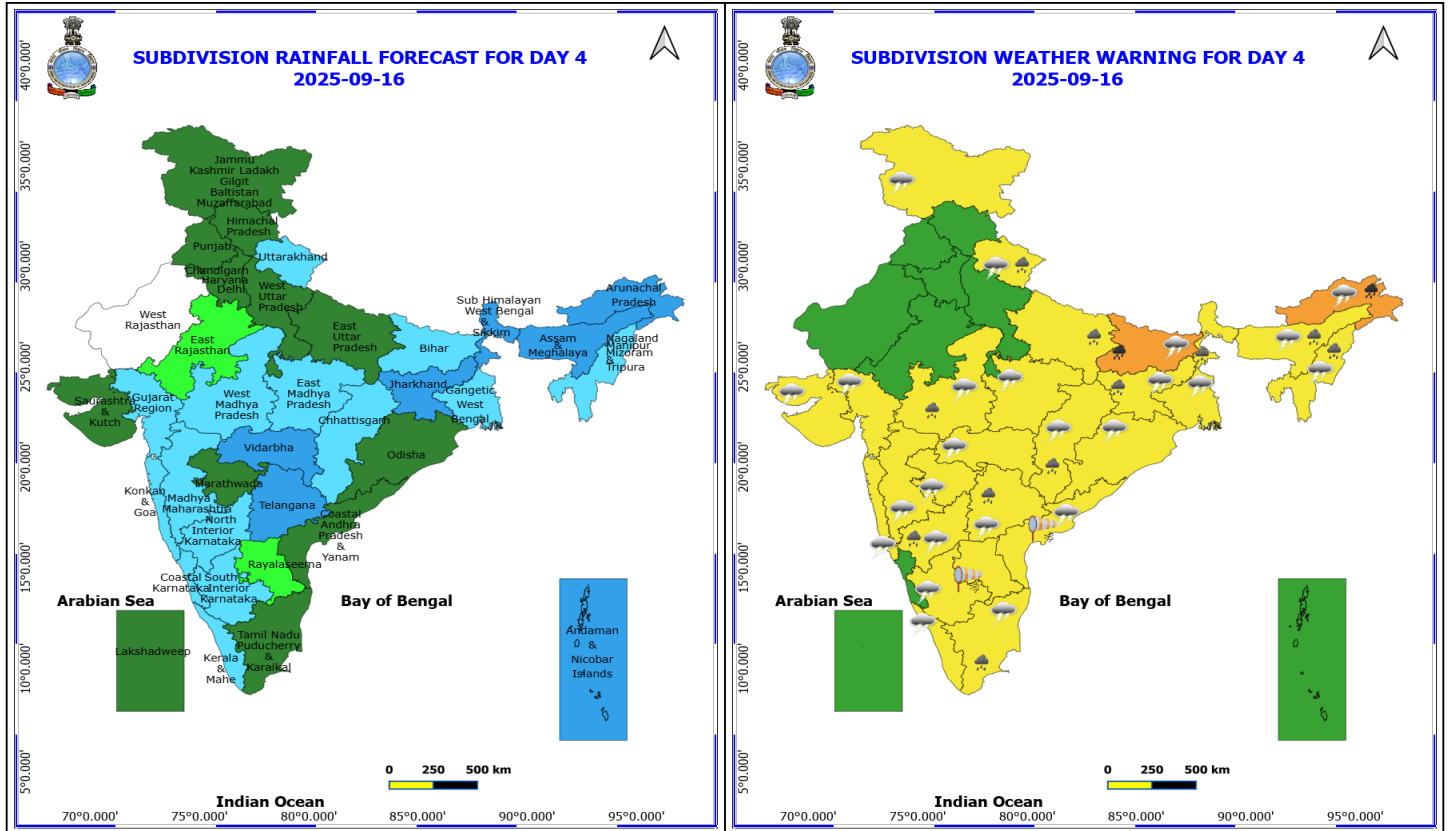 SUBDIVISION RAINFALL FORECAST FOR DAY 4
2025-09-16
40°0.000'
35°0.000'
30°0.000'
25°0.000'
20°0.000'
15°0.000'
10°0.000'
5°0.000'
Jammu
Kashmir Ladakh
Gilgit
Baltistan
Muzaffarabad
Himachal
Pradesh
Punjab
Uttarakhand
Chandigarh
Haryana
Delhi
West
Uttar
Pradesh
West
Rajasthan
East
Rajasthan
East
Uttar
Pradesh
Sub Himalayan
West Bengal
&
Sikkim
Arunachal
Pradesh
Assam
&
Meghalaya
Nagaland
Manipur
Mizoram
&
Tripura
Bihar
Jharkhand
Gangetic
West
Bengal
Saurashtra
&
Kutch
Gujarat
Region
West
Madhya
Pradesh
East
Madhya
Pradesh
Chhattisgarh
Odisha
Vidarbha
Marathwada
Telangana
Konkan
&
Goa
Madhya
Maharashtra
North
Interior
Karnataka
Coastal
Andhra
Pradesh
&
Yanam
Rayalaseema
Coastal
Karnataka
South
Interior
Karnataka
Arabian Sea
Bay of Bengal
Lakshadweep
Kerala
&
Mahe
Tamil Nadu
Puducherry
&
Karaikal
Andaman
&
Nicobar
Islands
0 250 500 km
Indian Ocean
70°0.000' 75°0.000' 80°0.000' 85°0.000' 90°0.000' 95°0.000'
SUBDIVISION WEATHER WARNING FOR DAY 4
2025-09-16
40°0.000'
35°0.000'
30°0.000'
25°0.000'
20°0.000'
15°0.000'
10°0.000'
5°0.000'
Arabian Sea
Bay of Bengal
0 250 500 km
Indian Ocean
70°0.000' 75°0.000' 80°0.000' 85°0.000' 90°0.000' 95°0.000'